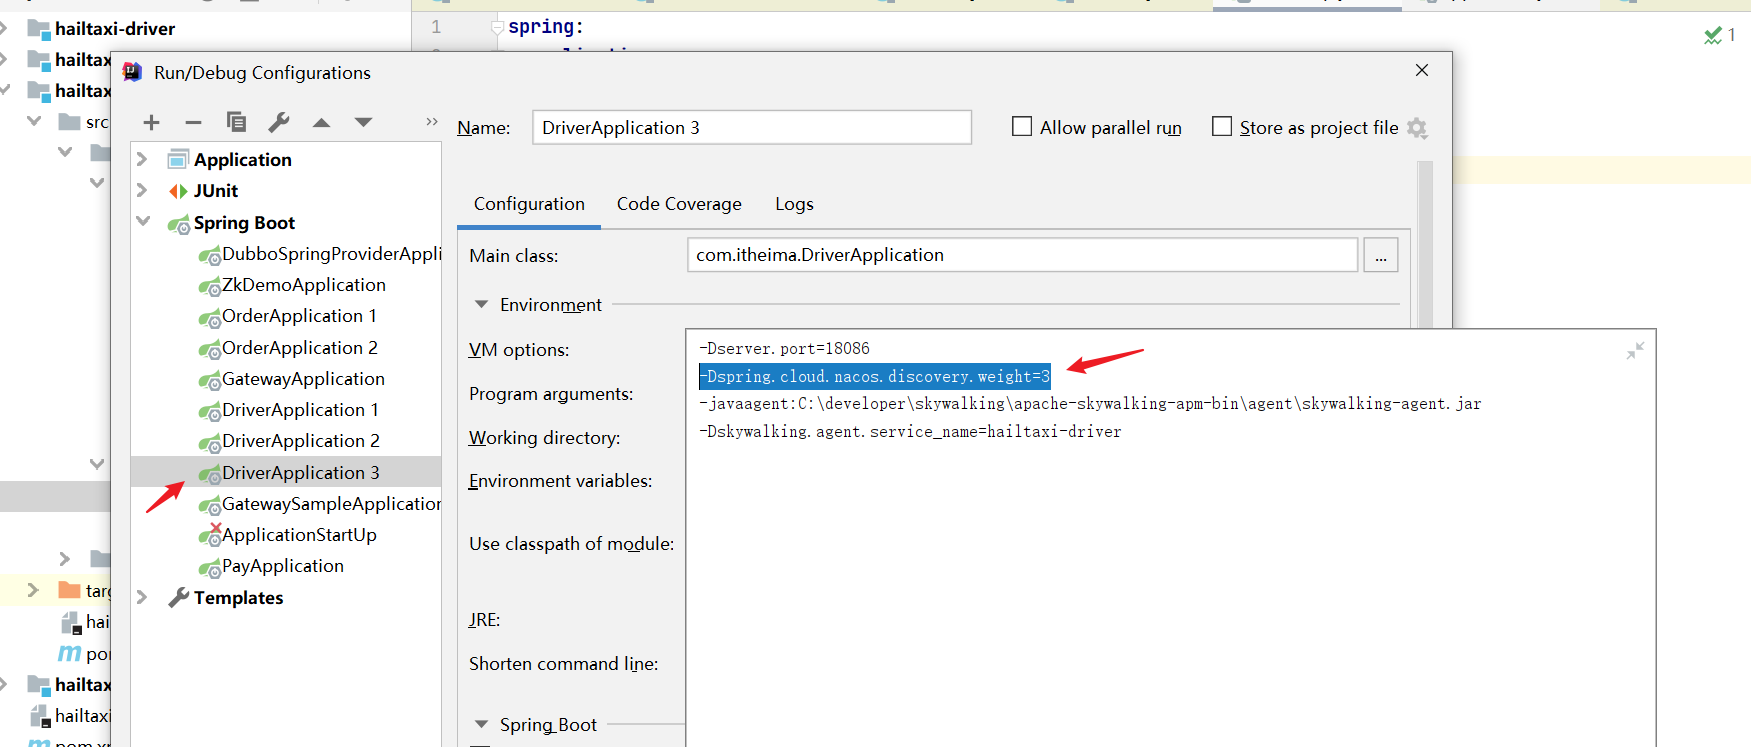 hailtaxi-driver
1
spring:
1
hailtax
hailtax
src
Run/Debug Configurations
Name:
DriverApplication 3
Allow parallel run
Store as project file
Application
JUnit
Spring Boot
DubboSpringProviderAppli
ZkDemoApplication
OrderApplication 1
OrderApplication 2
GatewayApplication
DriverApplication 1
DriverApplication 2
DriverApplication 3
GatewaySampleApplication
ApplicationStartUp
PayApplication
Templates
Configuration
Code Coverage
Logs
Main class:
com.itheima.DriverApplication
...
Environment
VM options:
-Dserver.port=18086
-Dspring.cloud.nacos.discovery.weight=3
-javaagent:C:\developer\skywalking\apache-skywalking-apm-bin\agent\skywalking-agent.jar
-Dskywalking.agent.service_name=hailtaxi-driver
Program arguments:
Working directory:
Environment variables:
Use classpath of module:
JRE:
Shorten command line:
Spring Boot
targ
hai
por
hailtax
hailtaxi
pom.xm